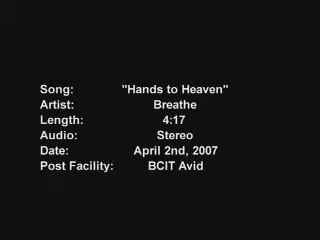 Song: "Hands to Heaven"
Artist: Breathe
Length: 4:17
Audio: Stereo
Date: April 2nd, 2007
Post Facility: BCIT Avid